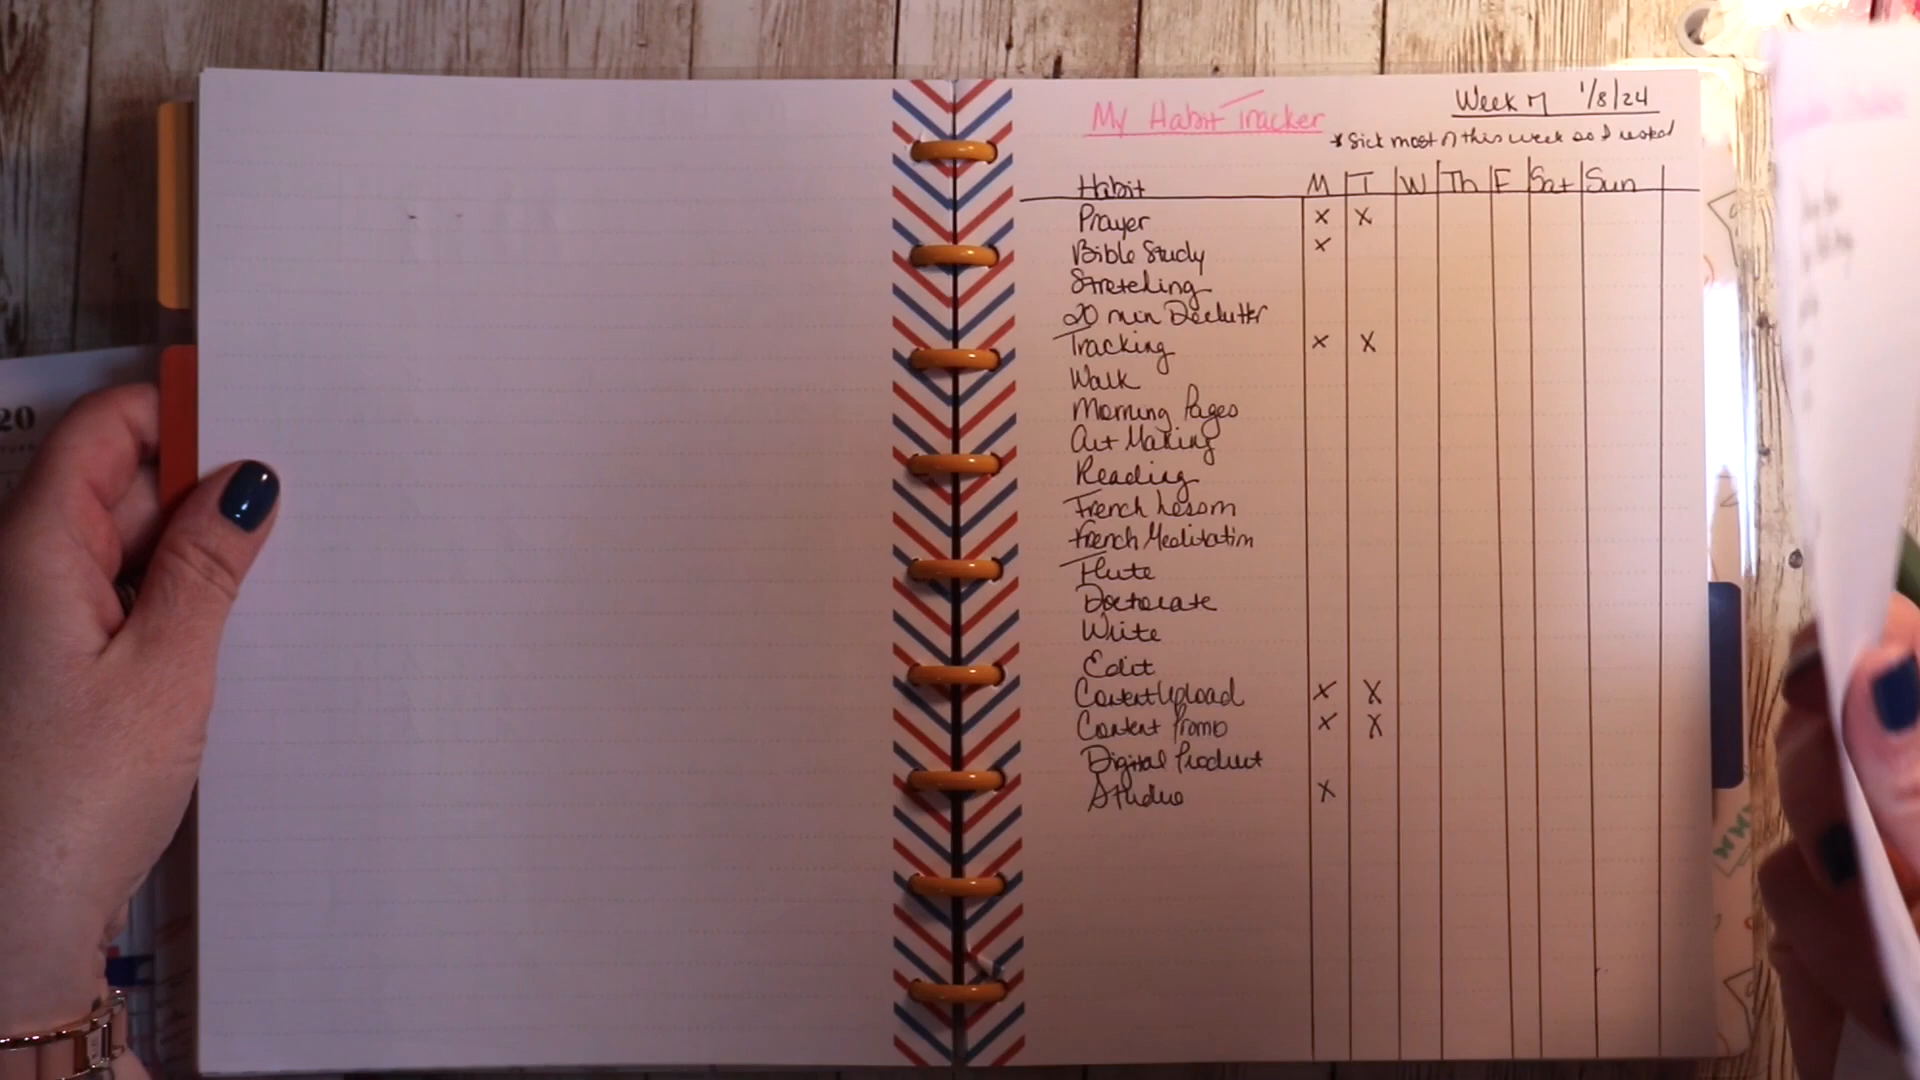 20
My Habit Tracker
Week of 1/8/24
* Sick most of this week so I rested
Habit M T W Th F Sat Sun
Prayer x x
Bible Study x
Stretching
20 min Declutter
Tracking x x
Walk
Morning Pages
Art Making
Reading
French Lesson
French Meditation
Flute
Doctorate
Write
Edit
Content Upload x x
Content Promo x x
Digital Product
Studio x